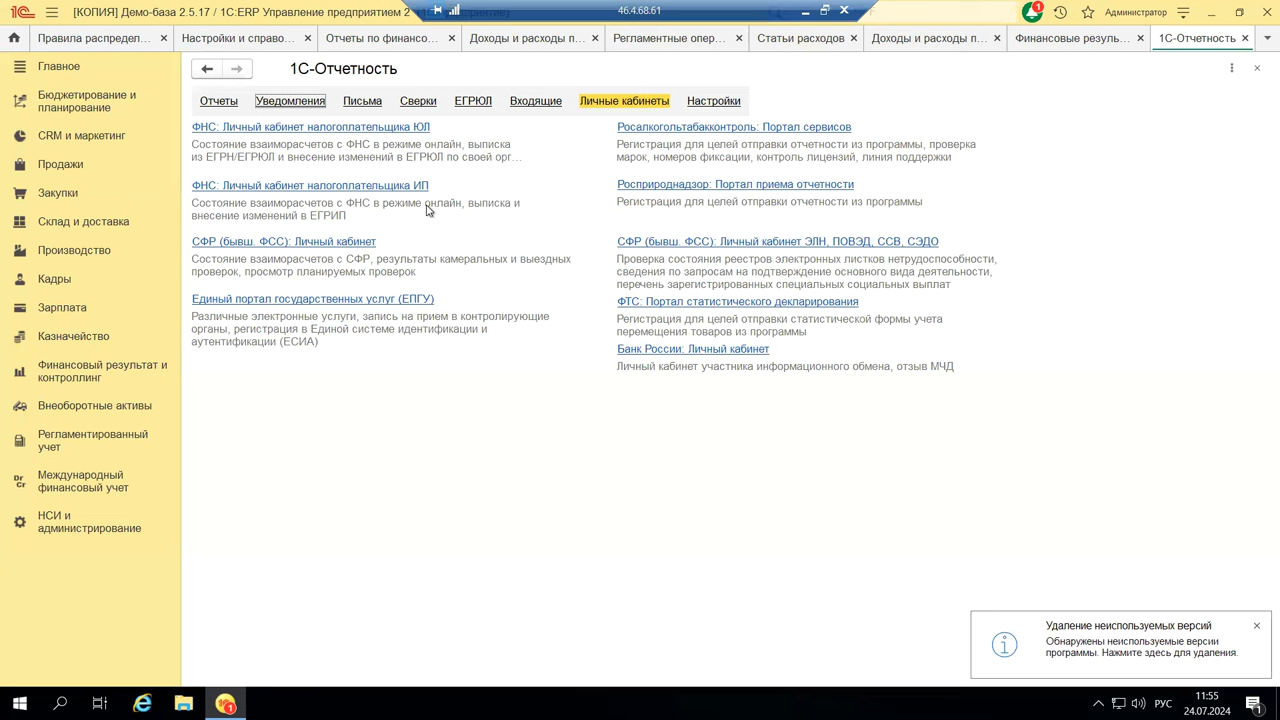 [КОПИЯ] Демо-база 2.5.17 / 1С:ERP Управление предприятием 2
46.4.68.61
1
Администратор
Правила распредел...
Настройки и справо...
Отчеты по финансо...
Доходы и расходы п...
Регламентные опер...
Статьи расходов
Доходы и расходы п...
Финансовые резуль...
1С-Отчетность
Главное
Бюджетирование и
планирование
CRM и маркетинг
Продажи
Закупки
Склад и доставка
Производство
Кадры
Зарплата
Казначейство
Финансовый результат и
контроллинг
Внеоборотные активы
Регламентированный
учет
Dr
Cr
Международный
финансовый учет
НСИ и
администрирование
1С-Отчетность
Отчеты
Уведомления
Письма
Сверки
ЕГРЮЛ
Входящие
Личные кабинеты
Настройки
ФНС: Личный кабинет налогоплательщика ЮЛ
Состояние взаиморасчетов с ФНС в режиме онлайн, выписка
из ЕГРН/ЕГРЮЛ и внесение изменений в ЕГРЮЛ по своей орг...
ФНС: Личный кабинет налогоплательщика ИП
Состояние взаиморасчетов с ФНС в режиме онлайн, выписка и
внесение изменений в ЕГРИП
СФР (бывш. ФСС): Личный кабинет
Состояние взаиморасчетов с СФР, результаты камеральных и выездных
проверок, просмотр планируемых проверок
Единый портал государственных услуг (ЕПГУ)
Различные электронные услуги, запись на прием в контролирующие
органы, регистрация в Единой системе идентификации и
аутентификации (ЕСИА)
Росалкогольтабакконтроль: Портал сервисов
Регистрация для целей отправки отчетности из программы, проверка
марок, номеров фиксации, контроль лицензий, линия поддержки
Росприроднадзор: Портал приема отчетности
Регистрация для целей отправки отчетности из программы
СФР (бывш. ФСС): Личный кабинет ЭЛН, ПОВЭД, ССВ, СЭДО
Проверка состояния реестров электронных листков нетрудоспособности,
сведения по запросам на подтверждение основного вида деятельности,
перечень зарегистрированных специальных социальных выплат
ФТС: Портал статистического декларирования
Регистрация для целей отправки статистической формы учета
перемещения товаров из программы
Банк России: Личный кабинет
Личный кабинет участника информационного обмена, отзыв МЧД
Удаление неиспользуемых версий
Обнаружены неиспользуемые версии
программы. Нажмите здесь для удаления.
1
РУС
11:55
24.07.2024
1